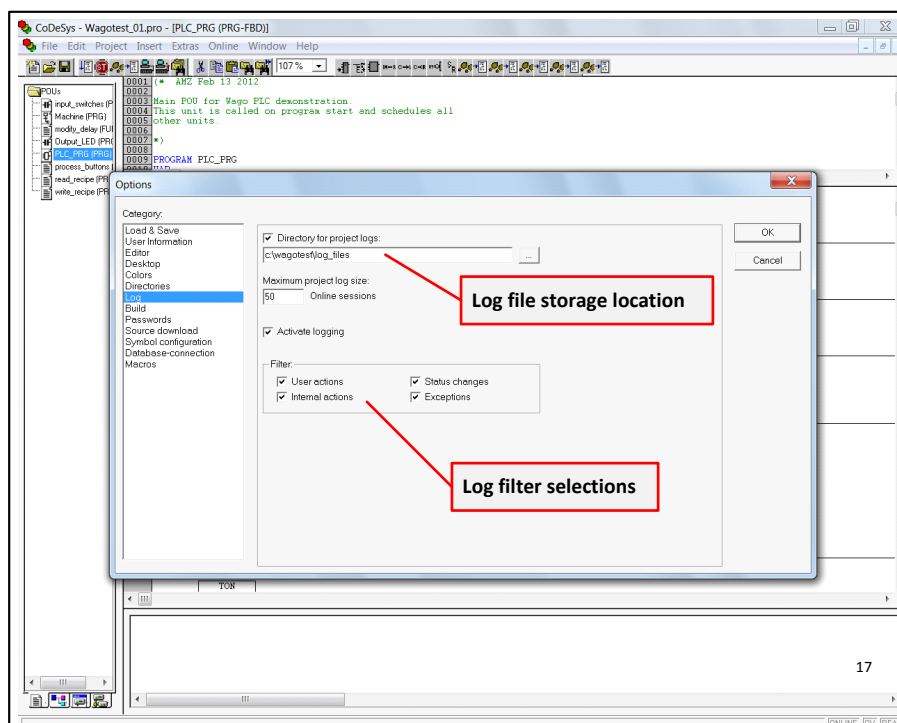 CoDeSys - Wagotest_01.pro - [PLC_PRG (PRG-FBD)]
File Edit Project Insert Extras Online Window Help
107 %
POUs
input_switches (P
Machine (PRG)
modify_delay (FUI
Output_LED (PR
PLC_PRG (PRG)
process_buttons
read_recipe (PR
write_recipe (PR
0001 (* AMZ Feb 13 2012
0002
0003 Main POU for Wago PLC demonstration.
0004 This unit is called on program start and schedules all
0005 other units.
0006
0007 *)
0008
0009 PROGRAM PLC_PRG
0010 VAR
Options
Category:
Load & Save
User Information
Editor
Desktop
Colors
Directories
Log
Build
Passwords
Source download
Symbol configuration
Database-connection
Macros
Directory for project logs:
c:\wagotest\log_files
...
Maximum project log size:
50 Online sessions
Activate logging
Filter:
User actions
Status changes
Internal actions
Exceptions
OK
Cancel
Log file storage location
Log filter selections
TON
17
ONLINE OV READ